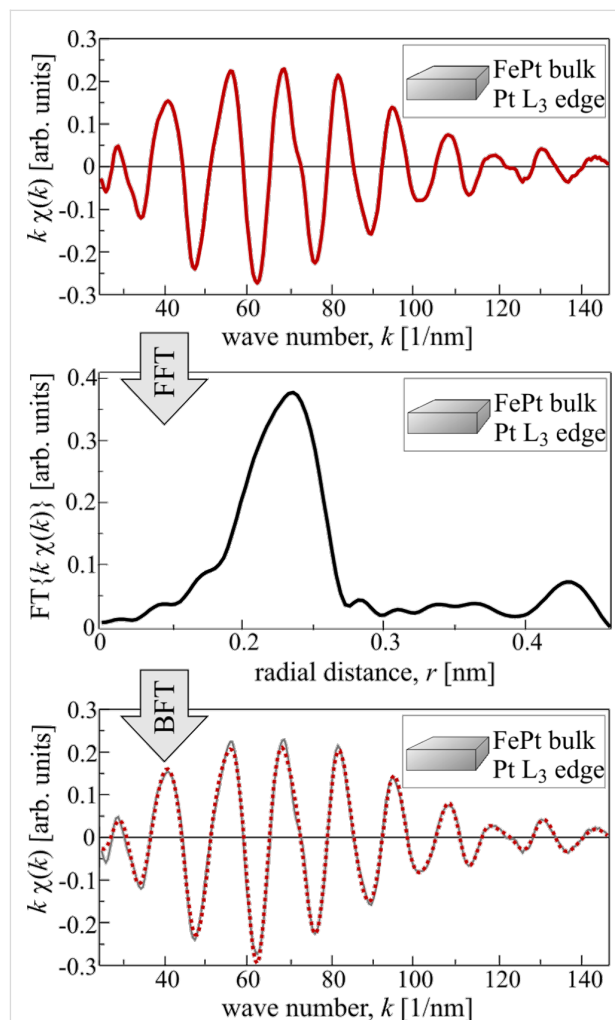 0.3
0.2
0.1
0
-0.1
-0.2
-0.3
k χ(k) [arb. units]
FePt bulk
Pt L₃ edge
40 60 80 100 120 140
wave number, k [1/nm]
FFT
0.4
0.3
0.2
0.1
0
FT{k χ(k)} [arb. units]
FePt bulk
Pt L₃ edge
0 0.2 0.3 0.4
radial distance, r [nm]
BFT
0.3
0.2
0.1
0
-0.1
-0.2
-0.3
k χ(k) [arb. units]
FePt bulk
Pt L₃ edge
40 60 80 100 120 140
wave number, k [1/nm]